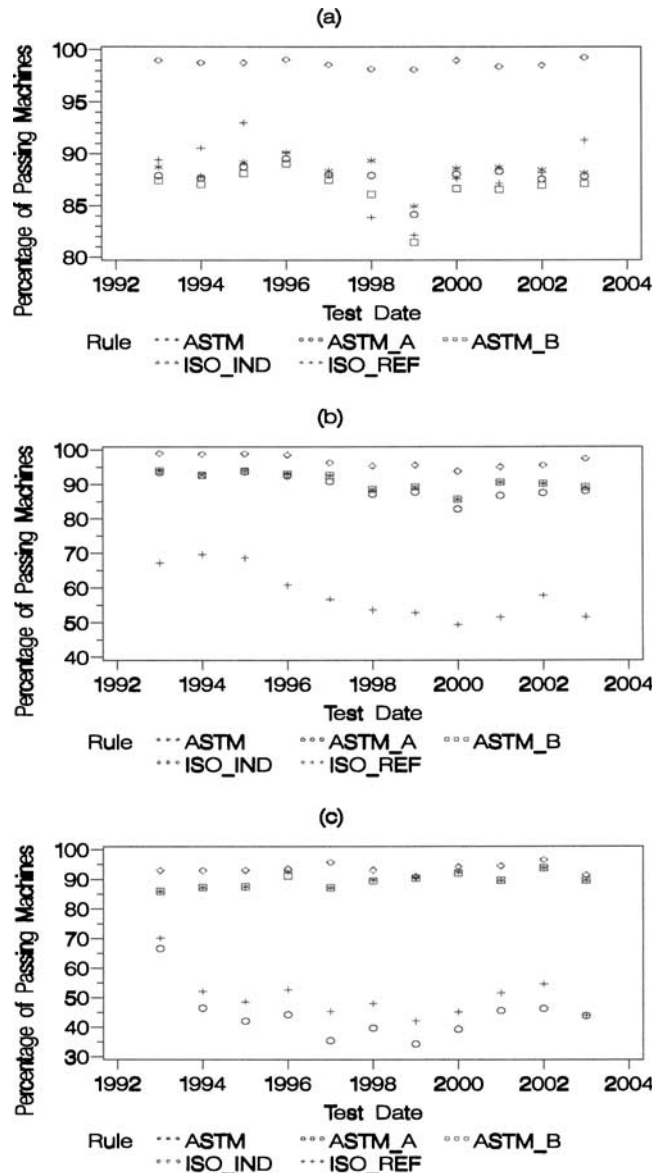 (a)
Percentage of Passing Machines
100
95
90
85
80
1992 1994 1996 1998 2000 2002 2004
Test Date
Rule ASTM ASTM_A ASTM_B
ISO_IND ISO_REF
(b)
Percentage of Passing Machines
100
90
80
70
60
50
40
1992 1994 1996 1998 2000 2002 2004
Test Date
Rule ASTM ASTM_A ASTM_B
ISO_IND ISO_REF
(c)
Percentage of Passing Machines
100
90
80
70
60
50
40
30
1992 1994 1996 1998 2000 2002 2004
Test Date
Rule ASTM ASTM_A ASTM_B
ISO_IND ISO_REF